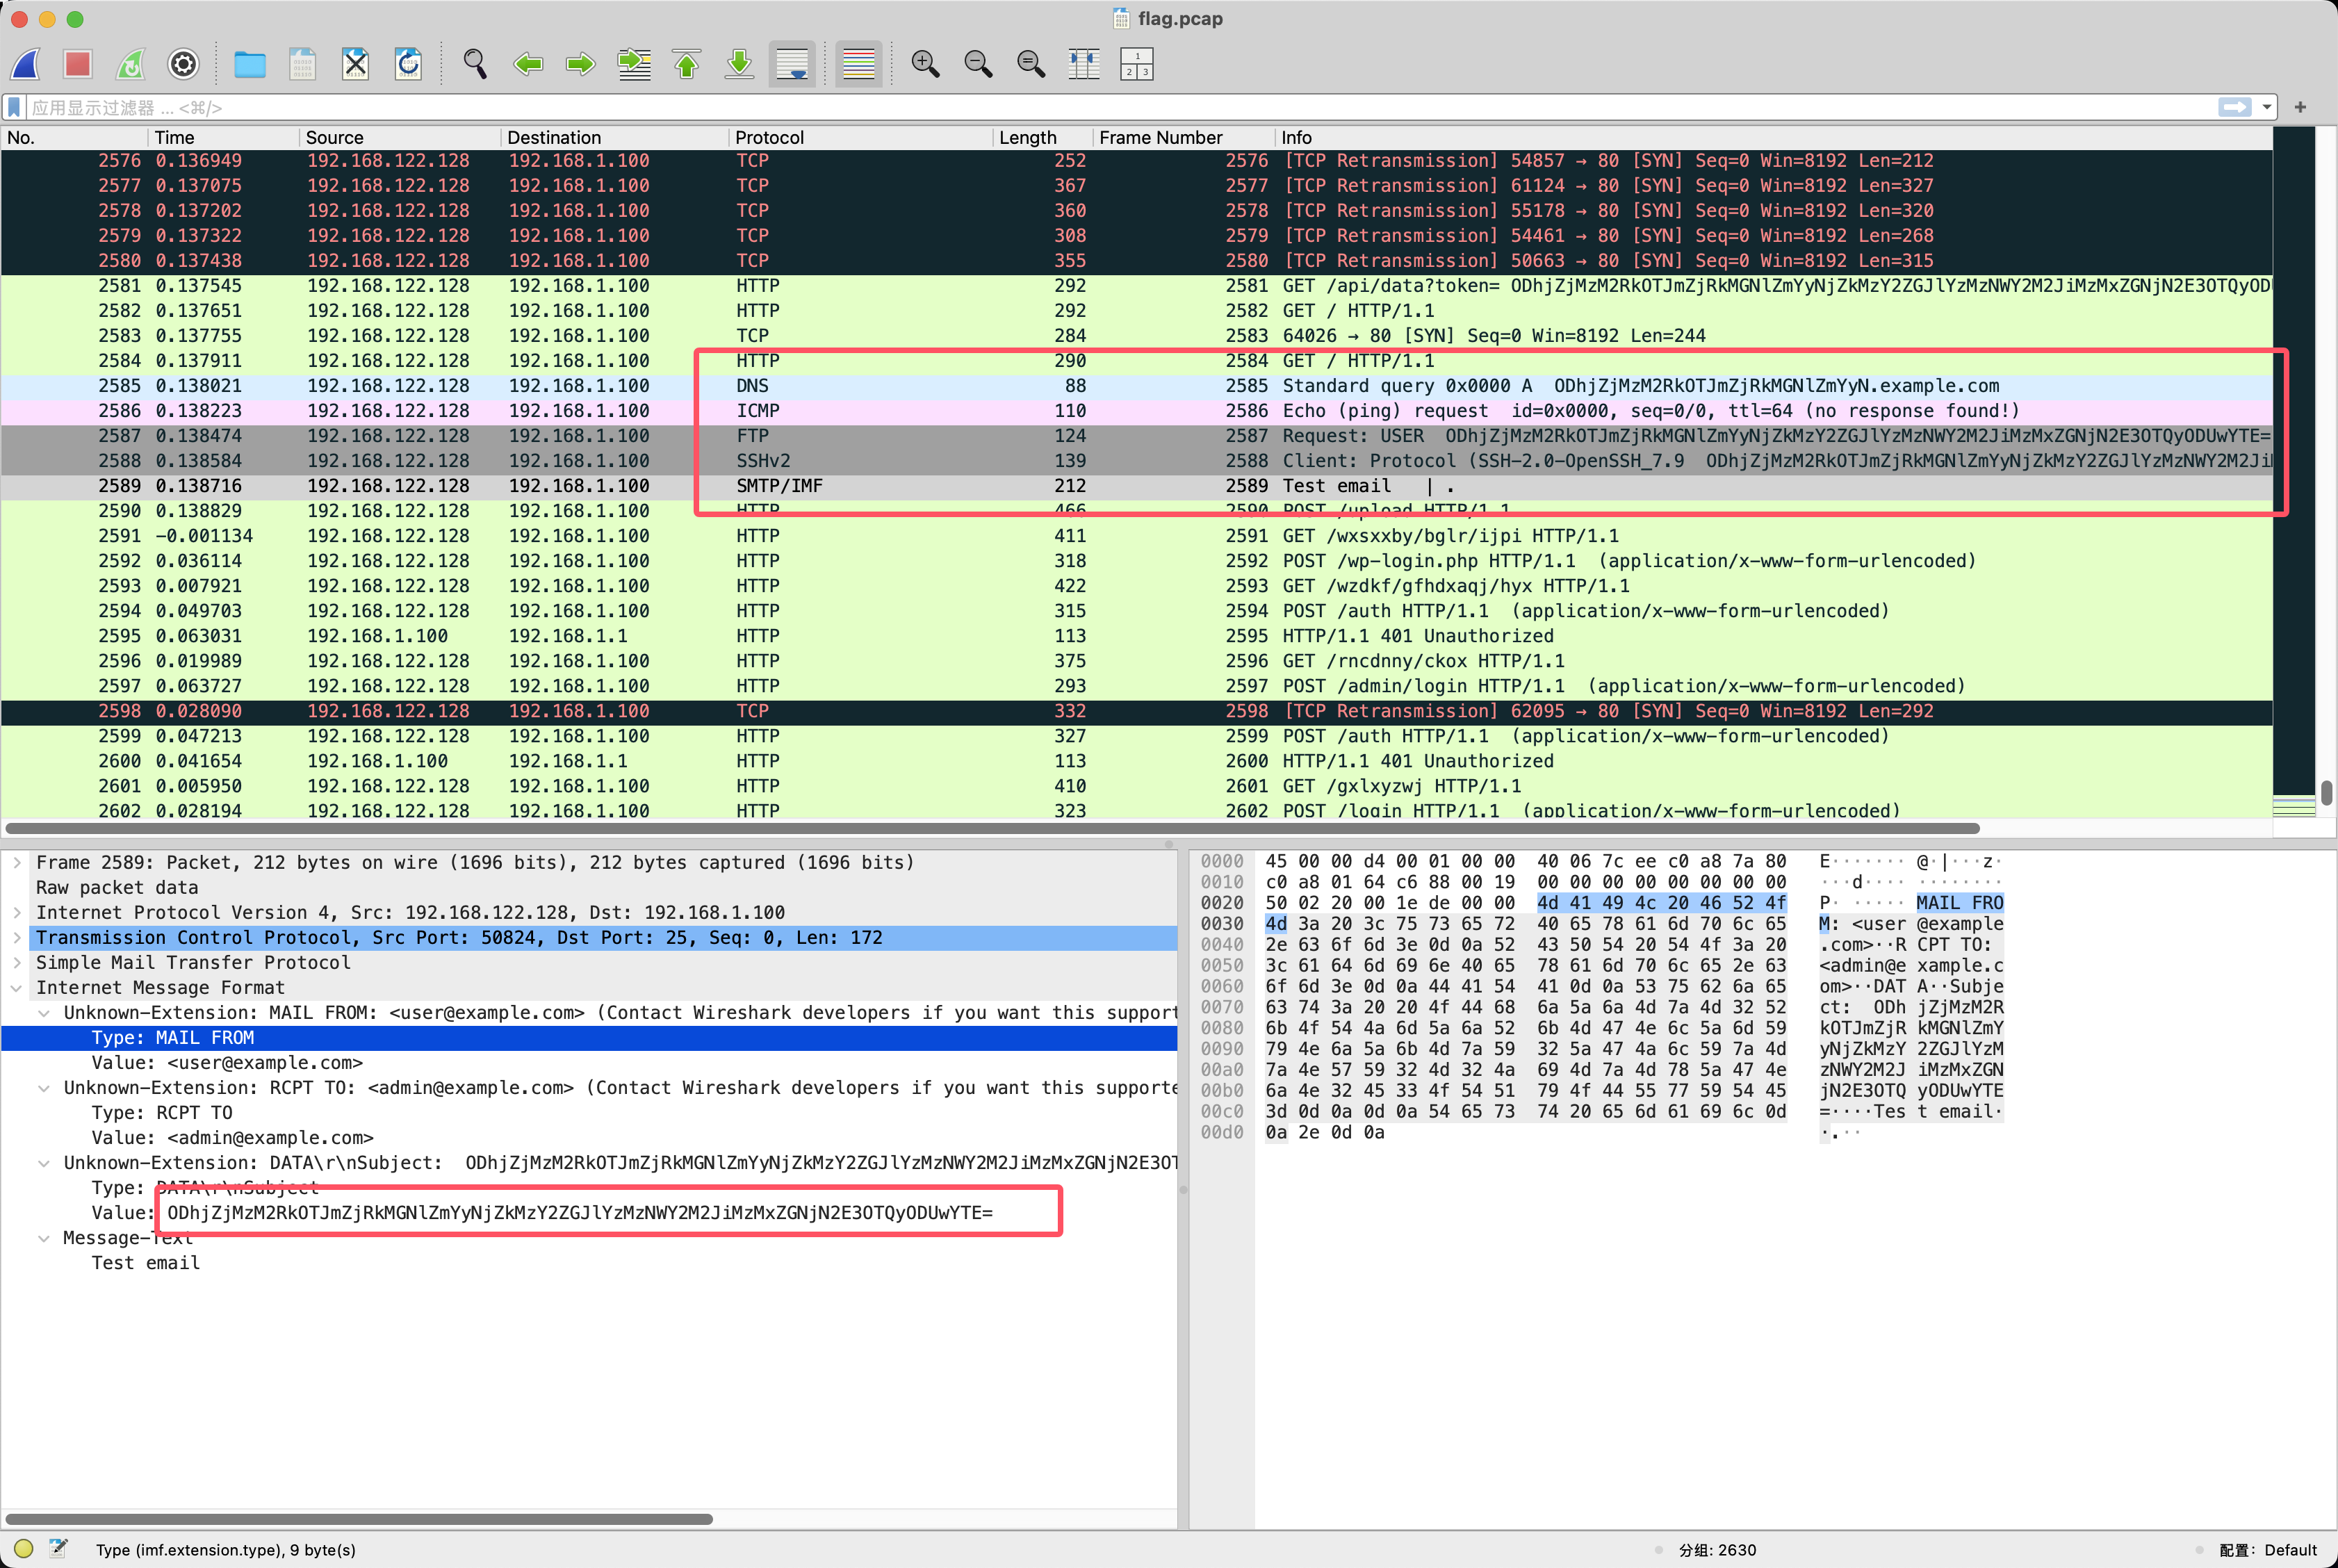 flag.pcap
应用显示过滤器 … <⌘/>
No. Time Source Destination Protocol Length Frame Number Info
2576 0.136949 192.168.122.128 192.168.1.100 TCP 252 2576 [TCP Retransmission] 54857 → 80 [SYN] Seq=0 Win=8192 Len=212
2577 0.137075 192.168.122.128 192.168.1.100 TCP 367 2577 [TCP Retransmission] 61124 → 80 [SYN] Seq=0 Win=8192 Len=327
2578 0.137202 192.168.122.128 192.168.1.100 TCP 360 2578 [TCP Retransmission] 55178 → 80 [SYN] Seq=0 Win=8192 Len=320
2579 0.137322 192.168.122.128 192.168.1.100 TCP 308 2579 [TCP Retransmission] 54461 → 80 [SYN] Seq=0 Win=8192 Len=268
2580 0.137438 192.168.122.128 192.168.1.100 TCP 355 2580 [TCP Retransmission] 50663 → 80 [SYN] Seq=0 Win=8192 Len=315
2581 0.137545 192.168.122.128 192.168.1.100 HTTP 292 2581 GET /api/data?token= ODhjZjMzM2RkOTJmZjRkMGNlZmYyNjZkMzY2ZGJlYzMzNWY2M2JiMzMxZGNjN2E3OTQyOD
2582 0.137651 192.168.122.128 192.168.1.100 HTTP 292 2582 GET / HTTP/1.1
2583 0.137755 192.168.122.128 192.168.1.100 TCP 284 2583 64026 → 80 [SYN] Seq=0 Win=8192 Len=244
2584 0.137911 192.168.122.128 192.168.1.100 HTTP 290 2584 GET / HTTP/1.1
2585 0.138021 192.168.122.128 192.168.1.100 DNS 88 2585 Standard query 0x0000 A ODhjZjMzM2RkOTJmZjRkMGNlZmYyN.example.com
2586 0.138223 192.168.122.128 192.168.1.100 ICMP 110 2586 Echo (ping) request id=0x0000, seq=0/0, ttl=64 (no response found!)
2587 0.138474 192.168.122.128 192.168.1.100 FTP 124 2587 Request: USER ODhjZjMzM2RkOTJmZjRkMGNlZmYyNjZkMzY2ZGJlYzMzNWY2M2JiMzMxZGNjN2E3OTQyODUwYTE=
2588 0.138584 192.168.122.128 192.168.1.100 SSHv2 139 2588 Client: Protocol (SSH-2.0-OpenSSH_7.9 ODhjZjMzM2RkOTJmZjRkMGNlZmYyNjZkMzY2ZGJlYzMzNWY2M2Ji
2589 0.138716 192.168.122.128 192.168.1.100 SMTP/IMF 212 2589 Test email | .
2590 0.138829 192.168.122.128 192.168.1.100 HTTP 466 2590 POST /upload HTTP/1.1
2591 −0.001134 192.168.122.128 192.168.1.100 HTTP 411 2591 GET /wxsxxby/bglr/ijpi HTTP/1.1
2592 0.036114 192.168.122.128 192.168.1.100 HTTP 318 2592 POST /wp-login.php HTTP/1.1 (application/x-www-form-urlencoded)
2593 0.007921 192.168.122.128 192.168.1.100 HTTP 422 2593 GET /wzdkf/gfhdxaqj/hyx HTTP/1.1
2594 0.049703 192.168.122.128 192.168.1.100 HTTP 315 2594 POST /auth HTTP/1.1 (application/x-www-form-urlencoded)
2595 0.063031 192.168.1.100 192.168.1.1 HTTP 113 2595 HTTP/1.1 401 Unauthorized
2596 0.019989 192.168.122.128 192.168.1.100 HTTP 375 2596 GET /rncdnny/ckox HTTP/1.1
2597 0.063727 192.168.122.128 192.168.1.100 HTTP 293 2597 POST /admin/login HTTP/1.1 (application/x-www-form-urlencoded)
2598 0.028090 192.168.122.128 192.168.1.100 TCP 332 2598 [TCP Retransmission] 62095 → 80 [SYN] Seq=0 Win=8192 Len=292
2599 0.047213 192.168.122.128 192.168.1.100 HTTP 327 2599 POST /auth HTTP/1.1 (application/x-www-form-urlencoded)
2600 0.041654 192.168.1.100 192.168.1.1 HTTP 113 2600 HTTP/1.1 401 Unauthorized
2601 0.005950 192.168.122.128 192.168.1.100 HTTP 410 2601 GET /gxlxyzwj HTTP/1.1
2602 0.028194 192.168.122.128 192.168.1.100 HTTP 323 2602 POST /login HTTP/1.1 (application/x-www-form-urlencoded)
Frame 2589: Packet, 212 bytes on wire (1696 bits), 212 bytes captured (1696 bits)
Raw packet data
Internet Protocol Version 4, Src: 192.168.122.128, Dst: 192.168.1.100
Transmission Control Protocol, Src Port: 50824, Dst Port: 25, Seq: 0, Len: 172
Simple Mail Transfer Protocol
Internet Message Format
Unknown-Extension: MAIL FROM: <user@example.com> (Contact Wireshark developers if you want this support
Type: MAIL FROM
Value: <user@example.com>
Unknown-Extension: RCPT TO: <admin@example.com> (Contact Wireshark developers if you want this supporte
Type: RCPT TO
Value: <admin@example.com>
Unknown-Extension: DATA\r\nSubject: ODhjZjMzM2RkOTJmZjRkMGNlZmYyNjZkMzY2ZGJlYzMzNWY2M2JiMzMxZGNjN2E3OT
Type: DATA\r\nSubject
Value: ODhjZjMzM2RkOTJmZjRkMGNlZmYyNjZkMzY2ZGJlYzMzNWY2M2JiMzMxZGNjN2E3OTQyODUwYTE=
Message-Text
Test email
0000 45 00 00 d4 00 01 00 00 40 06 7c ee c0 a8 7a 80 E·······@·|···z·
0010 c0 a8 01 64 c6 88 00 19 00 00 00 00 00 00 00 00 ···d···· ········
0020 50 02 20 00 1e de 00 00 4d 41 49 4c 20 46 52 4f P· ····· MAIL FRO
0030 4d 3a 20 3c 75 73 65 72 40 65 78 61 6d 70 6c 65 M: <user @example
0040 2e 63 6f 6d 3e 0d 0a 52 43 50 54 20 54 4f 3a 20 .com>··R CPT TO:
0050 3c 61 64 6d 69 6e 40 65 78 61 6d 70 6c 65 2e 63 <admin@e xample.c
0060 6f 6d 3e 0d 0a 44 41 54 41 0d 0a 53 75 62 6a 65 om>··DAT A··Subje
0070 63 74 3a 20 20 4f 44 68 6a 5a 6a 4d 7a 4d 32 52 ct:  ODh jZjMzM2R
0080 6b 4f 54 4a 6d 5a 6a 52 6b 4d 47 4e 6c 5a 6d 59 kOTJmZjR kMGNlZmY
0090 79 4e 6a 5a 6b 4d 7a 59 32 5a 47 4a 6c 59 7a 4d yNjZkMzY 2ZGJlYzM
00a0 7a 4e 57 59 32 4d 32 4a 69 4d 7a 4d 78 5a 47 4e zNWY2M2J iMzMxZGN
00b0 6a 4e 32 45 33 4f 54 51 79 4f 44 55 77 59 54 45 jN2E3OTQ yODUwYTE
00c0 3d 0d 0a 0d 0a 54 65 73 74 20 65 6d 61 69 6c 0d =····Tes t email·
00d0 0a 2e 0d 0a ·.··
Type (imf.extension.type), 9 byte(s)
分组: 2630
配置: Default